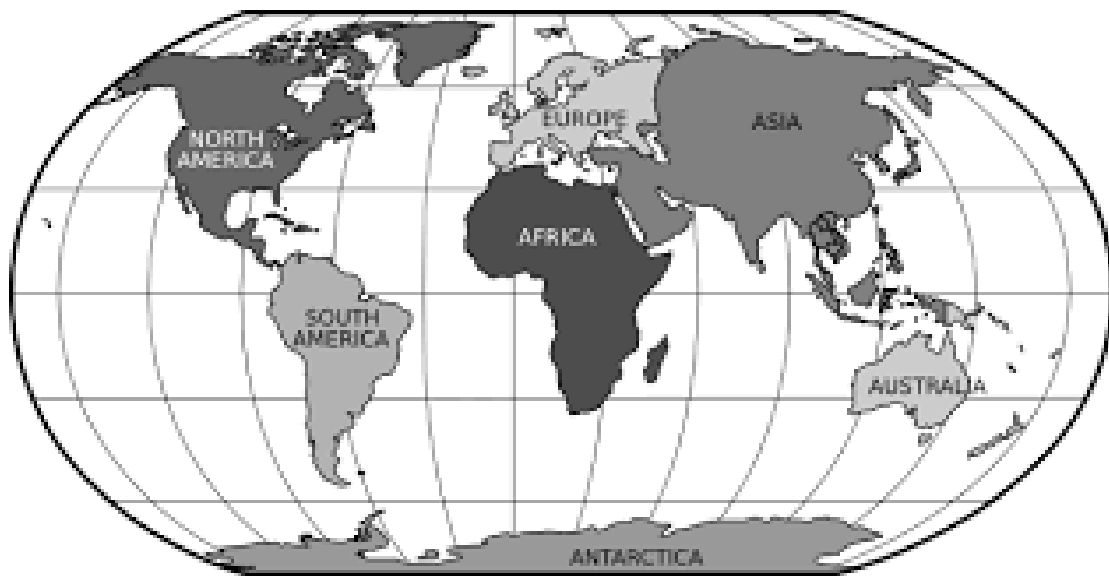 NORTH
AMERICA
EUROPE
ASIA
AFRICA
SOUTH
AMERICA
AUSTRALIA
ANTARCTICA